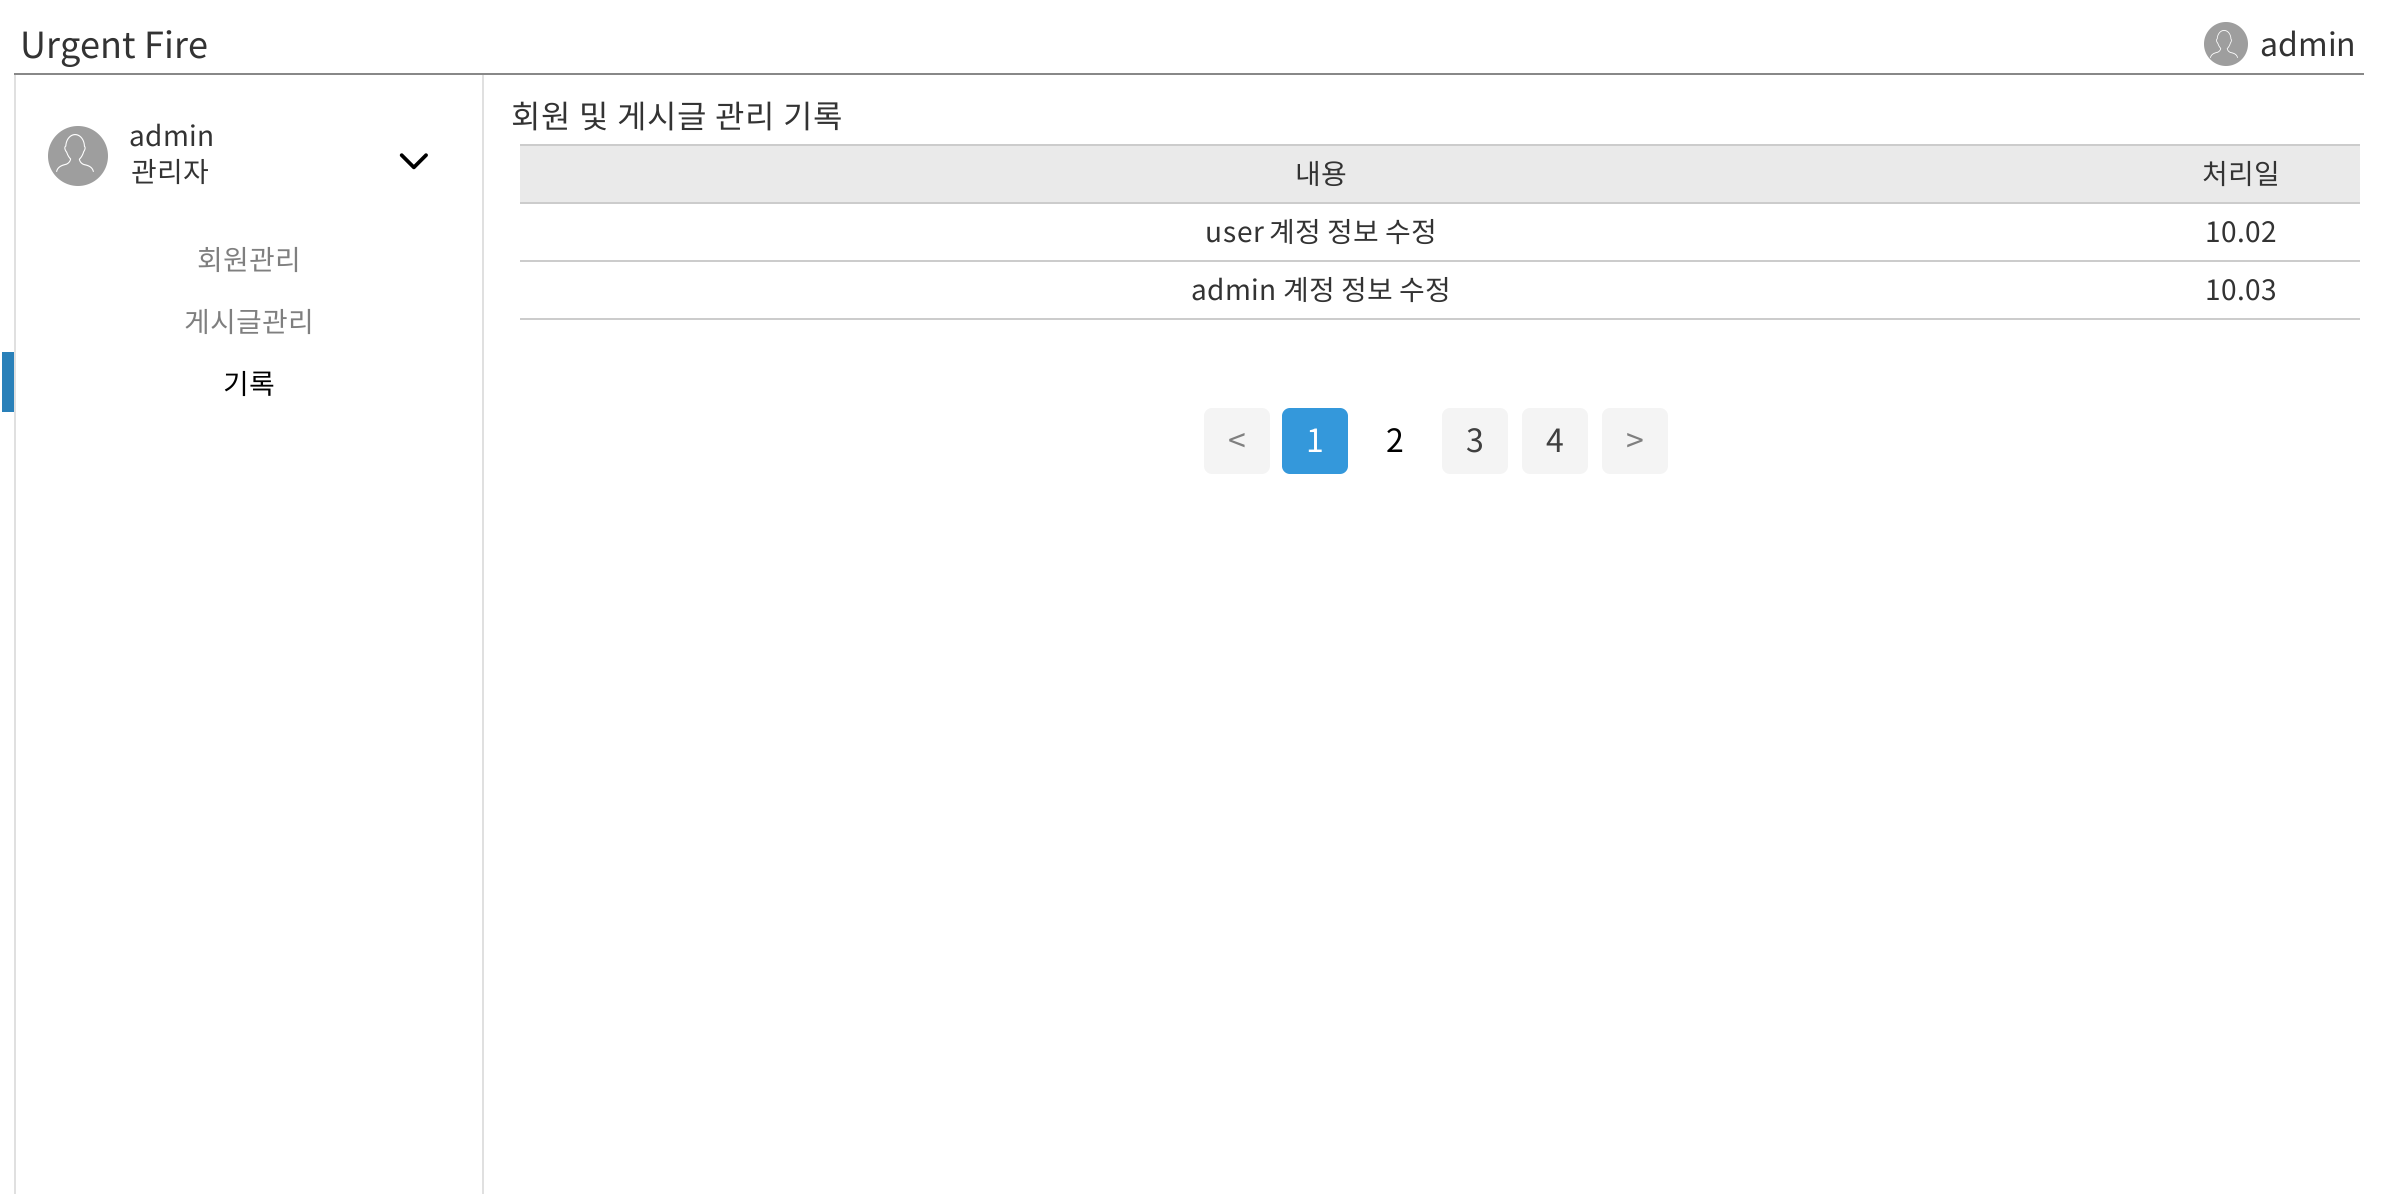 Urgent Fire
admin
admin
관리자
회원관리
게시글관리
기록
회원 및 게시글 관리 기록
내용 처리일
user 계정 정보 수정 10.02
admin 계정 정보 수정 10.03
< 1 2 3 4 >